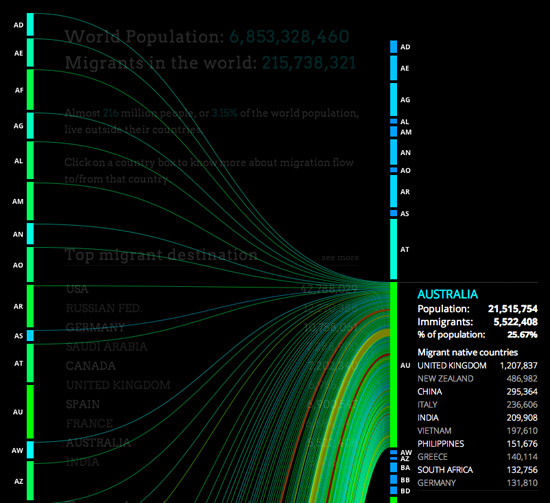 AD
AE
AF
AG
AL
AM
AN
AO
AR
AS
AT
AU
AW
AZ
World Population: 6,853,328,460
Migrants in the world: 215,738,321
Almost 216 million people, or 3.15% of the world population,
live outside their countries.
Click on a country box to know more about migration flow
to/from that country.
Top migrant destination see more
USA 42,788,029
RUSSIAN FED.
GERMANY 10,758,061
SAUDI ARABIA
CANADA
UNITED KINGDOM
SPAIN
FRANCE
AUSTRALIA
INDIA
AD
AE
AG
AL
AM
AN
AO
AR
AS
AT
AU
AW
AZ
BA
BB
BD
AUSTRALIA
Population: 21,515,754
Immigrants: 5,522,408
% of population: 25.67%
Migrant native countries
UNITED KINGDOM 1,207,837
NEW ZEALAND 486,982
CHINA 295,364
ITALY 236,606
INDIA 209,908
VIETNAM 197,610
PHILIPPINES 151,676
GREECE 140,114
SOUTH AFRICA 132,756
GERMANY 131,810